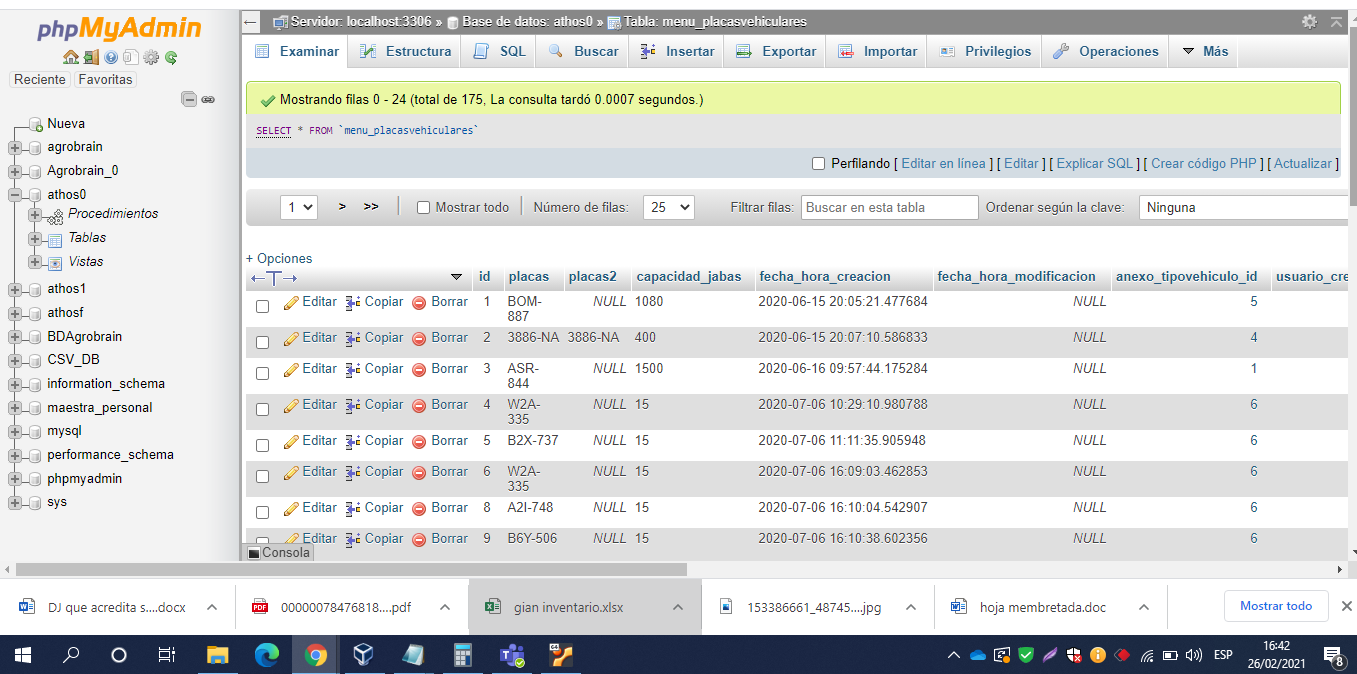 phpMyAdmin
Reciente Favoritas
Nueva
agrobrain
Agrobrain_0
athos0
Procedimientos
Tablas
Vistas
athos1
athosf
BDAgrobrain
CSV_DB
information_schema
maestra_personal
mysql
performance_schema
phpmyadmin
sys
Servidor: localhost:3306 » Base de datos: athos0 » Tabla: menu_placasvehiculares
Examinar Estructura SQL Buscar Insertar Exportar Importar Privilegios Operaciones Más
Mostrando filas 0 - 24 (total de 175, La consulta tardó 0.0007 segundos.)
SELECT * FROM `menu_placasvehiculares`
Perfilando [ Editar en línea ] [ Editar ] [ Explicar SQL ] [ Crear código PHP ] [ Actualizar ]
1 > >> Mostrar todo Número de filas: 25 Filtrar filas: Buscar en esta tabla Ordenar según la clave: Ninguna
+ Opciones
←T→ id placas placas2 capacidad_jabas fecha_hora_creacion fecha_hora_modificacion anexo_tipovehiculo_id usuario_cre
Editar Copiar Borrar 1 BOM-887 NULL 1080 2020-06-15 20:05:21.477684 NULL 5
Editar Copiar Borrar 2 3886-NA 3886-NA 400 2020-06-15 20:07:10.586833 NULL 4
Editar Copiar Borrar 3 ASR-844 NULL 1500 2020-06-16 09:57:44.175284 NULL 1
Editar Copiar Borrar 4 W2A-335 NULL 15 2020-07-06 10:29:10.980788 NULL 6
Editar Copiar Borrar 5 B2X-737 NULL 15 2020-07-06 11:11:35.905948 NULL 6
Editar Copiar Borrar 6 W2A-335 NULL 15 2020-07-06 16:09:03.462853 NULL 6
Editar Copiar Borrar 8 A2I-748 NULL 15 2020-07-06 16:10:04.542907 NULL 6
Editar Copiar Borrar 9 B6Y-506 NULL 15 2020-07-06 16:10:38.602356 NULL 6
Consola
DJ que acredita s....docx 00000078476818....pdf gian inventario.xlsx 153386661_48745....jpg hoja membretada.doc Mostrar todo
ESP 16:42
26/02/2021 8